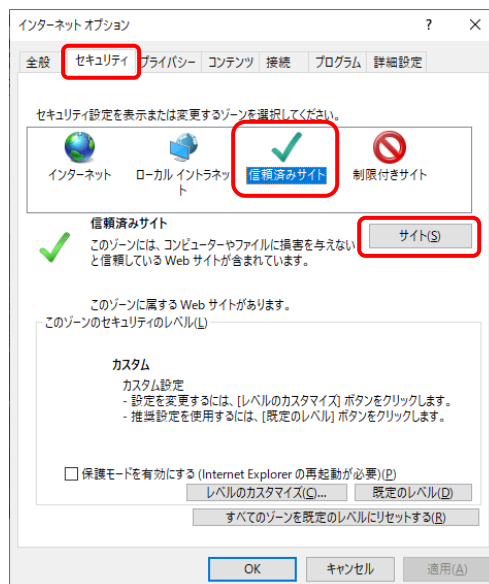 インターネット オプション ? ×
全般 セキュリティ プライバシー コンテンツ 接続 プログラム 詳細設定
セキュリティ設定を表示または変更するゾーンを選択してください。
インターネット
ローカル イントラネッ
ト
信頼済みサイト
制限付きサイト
信頼済みサイト
このゾーンには、コンピューターやファイルに損害を与えない
と信頼している Web サイトが含まれています。
サイト(S)
このゾーンに属する Web サイトがあります。
このゾーンのセキュリティのレベル(L)
カスタム
カスタム設定
- 設定を変更するには、[レベルのカスタマイズ] ボタンをクリックします。
- 推奨設定を使用するには、[既定のレベル] ボタンをクリックします。
保護モードを有効にする (Internet Explorer の再起動が必要)(P)
レベルのカスタマイズ(C)... 既定のレベル(D)
すべてのゾーンを既定のレベルにリセットする(R)
OK キャンセル 適用(A)